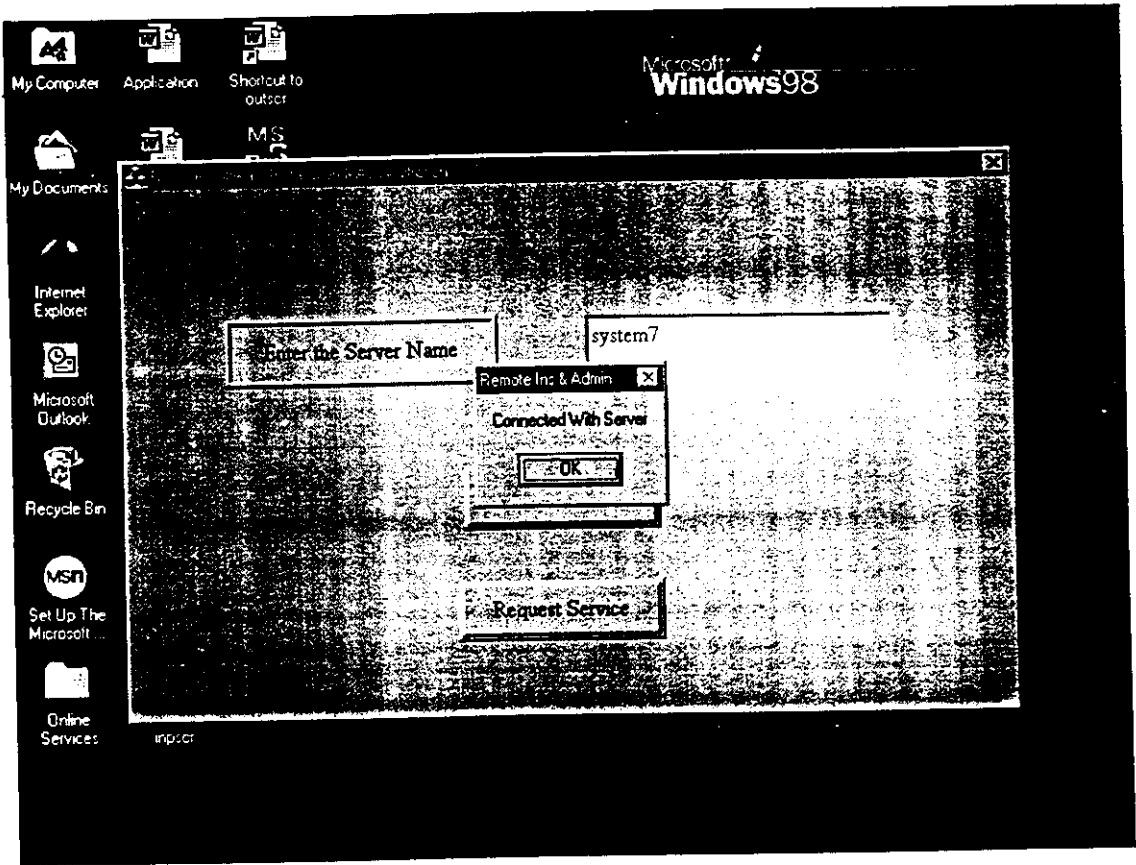 My Computer
Application
Shortcut to
outscr
Microsoft
Windows98
My Documents
MS
Internet
Explorer
Microsoft
Outlook
Recycle Bin
msn
Set Up The
Microsoft ...
Online
Services
inpscr
Enter the Server Name
system7
Remote Ins & Admin
Connected With Server
OK
Request Service